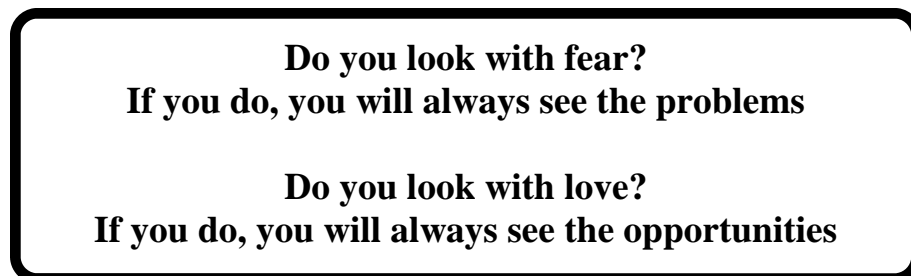 Do you look with fear?
If you do, you will always see the problems
Do you look with love?
If you do, you will always see the opportunities